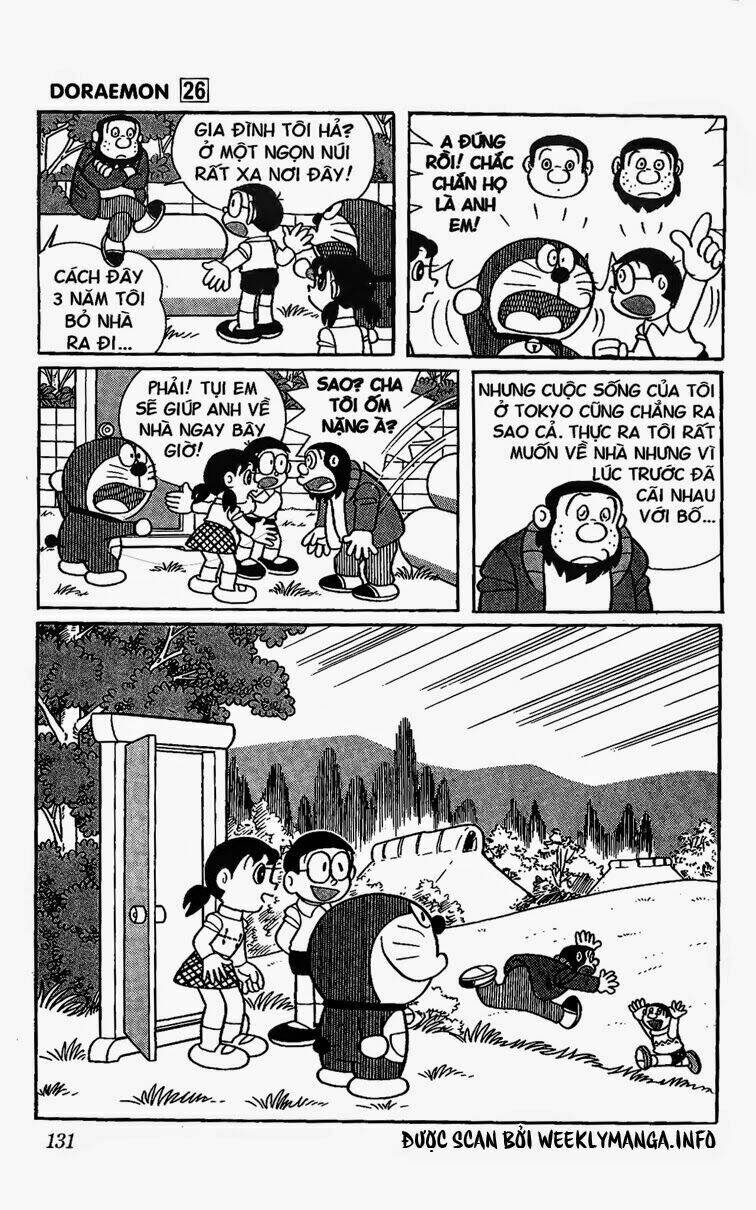 DORAEMON 26
A ĐÚNG
RỒI! CHẮC
CHẮN HỌ
LÀ ANH
EM!
GIA ĐÌNH TÔI HẢ?
Ở MỘT NGỌN NÚI
RẤT XA NƠI ĐÂY!
CÁCH ĐÂY
3 NĂM TÔI
BỎ NHÀ
RA ĐI...
NHƯNG CUỘC SỐNG CỦA TÔI
Ở TOKYO CŨNG CHẲNG RA
SAO CẢ. THỰC RA TÔI RẤT
MUỐN VỀ NHÀ NHƯNG VÌ
LÚC TRƯỚC ĐÃ
CÃI NHAU
VỚI BỐ...
SAO? CHA
TÔI ỐM
NẶNG À?
PHẢI! TỤI EM
SẼ GIÚP ANH VỀ
NHÀ NGAY BÂY
GIỜ!
131
ĐƯỢC SCAN BỞI WEEKLYMANGA.INFO